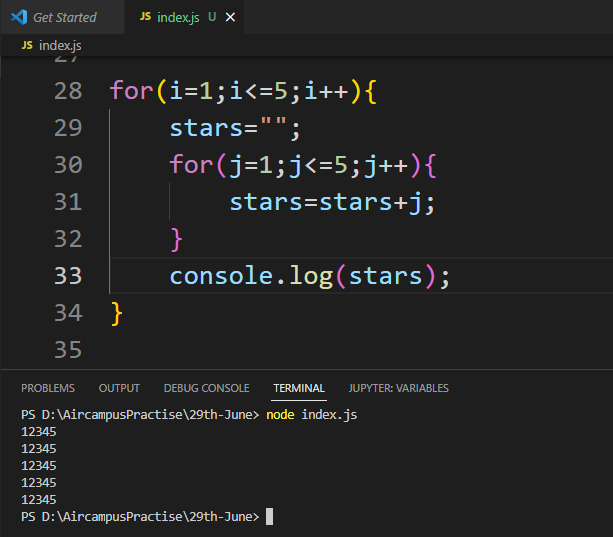 Get Started JS index.js U ×
JS index.js
27
28 for(i=1;i<=5;i++){
29 stars="";
30 for(j=1;j<=5;j++){
31 stars=stars+j;
32 }
33 console.log(stars);
34 }
35
PROBLEMS OUTPUT DEBUG CONSOLE TERMINAL JUPYTER: VARIABLES
PS D:\AircampusPractise\29th-June> node index.js
12345
12345
12345
12345
12345
PS D:\AircampusPractise\29th-June>